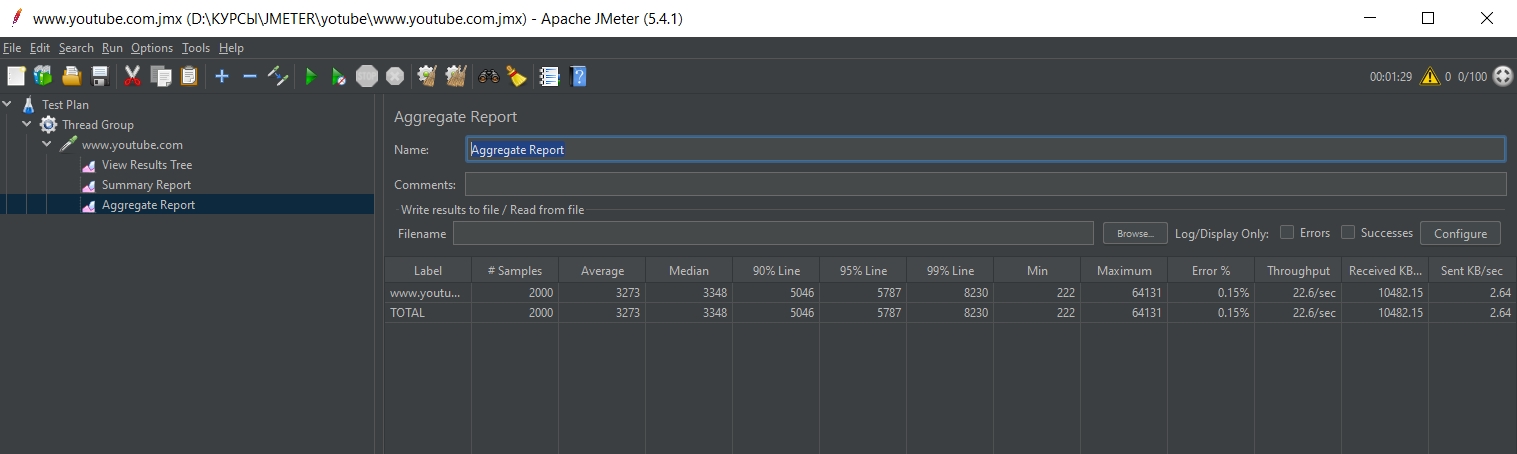 www.youtube.com.jmx (D:\КУРСЫ\JMETER\yotube\www.youtube.com.jmx) - Apache JMeter (5.4.1)
File Edit Search Run Options Tools Help
STOP
00:01:29 0 0/100
Test Plan
Thread Group
www.youtube.com
View Results Tree
Summary Report
Aggregate Report
Aggregate Report
Name: Aggregate Report
Comments:
Write results to file / Read from file
Filename Browse... Log/Display Only: Errors Successes Configure
Label # Samples Average Median 90% Line 95% Line 99% Line Min Maximum Error % Throughput Received KB... Sent KB/sec
www.youtu... 2000 3273 3348 5046 5787 8230 222 64131 0.15% 22.6/sec 10482.15 2.64
TOTAL 2000 3273 3348 5046 5787 8230 222 64131 0.15% 22.6/sec 10482.15 2.64